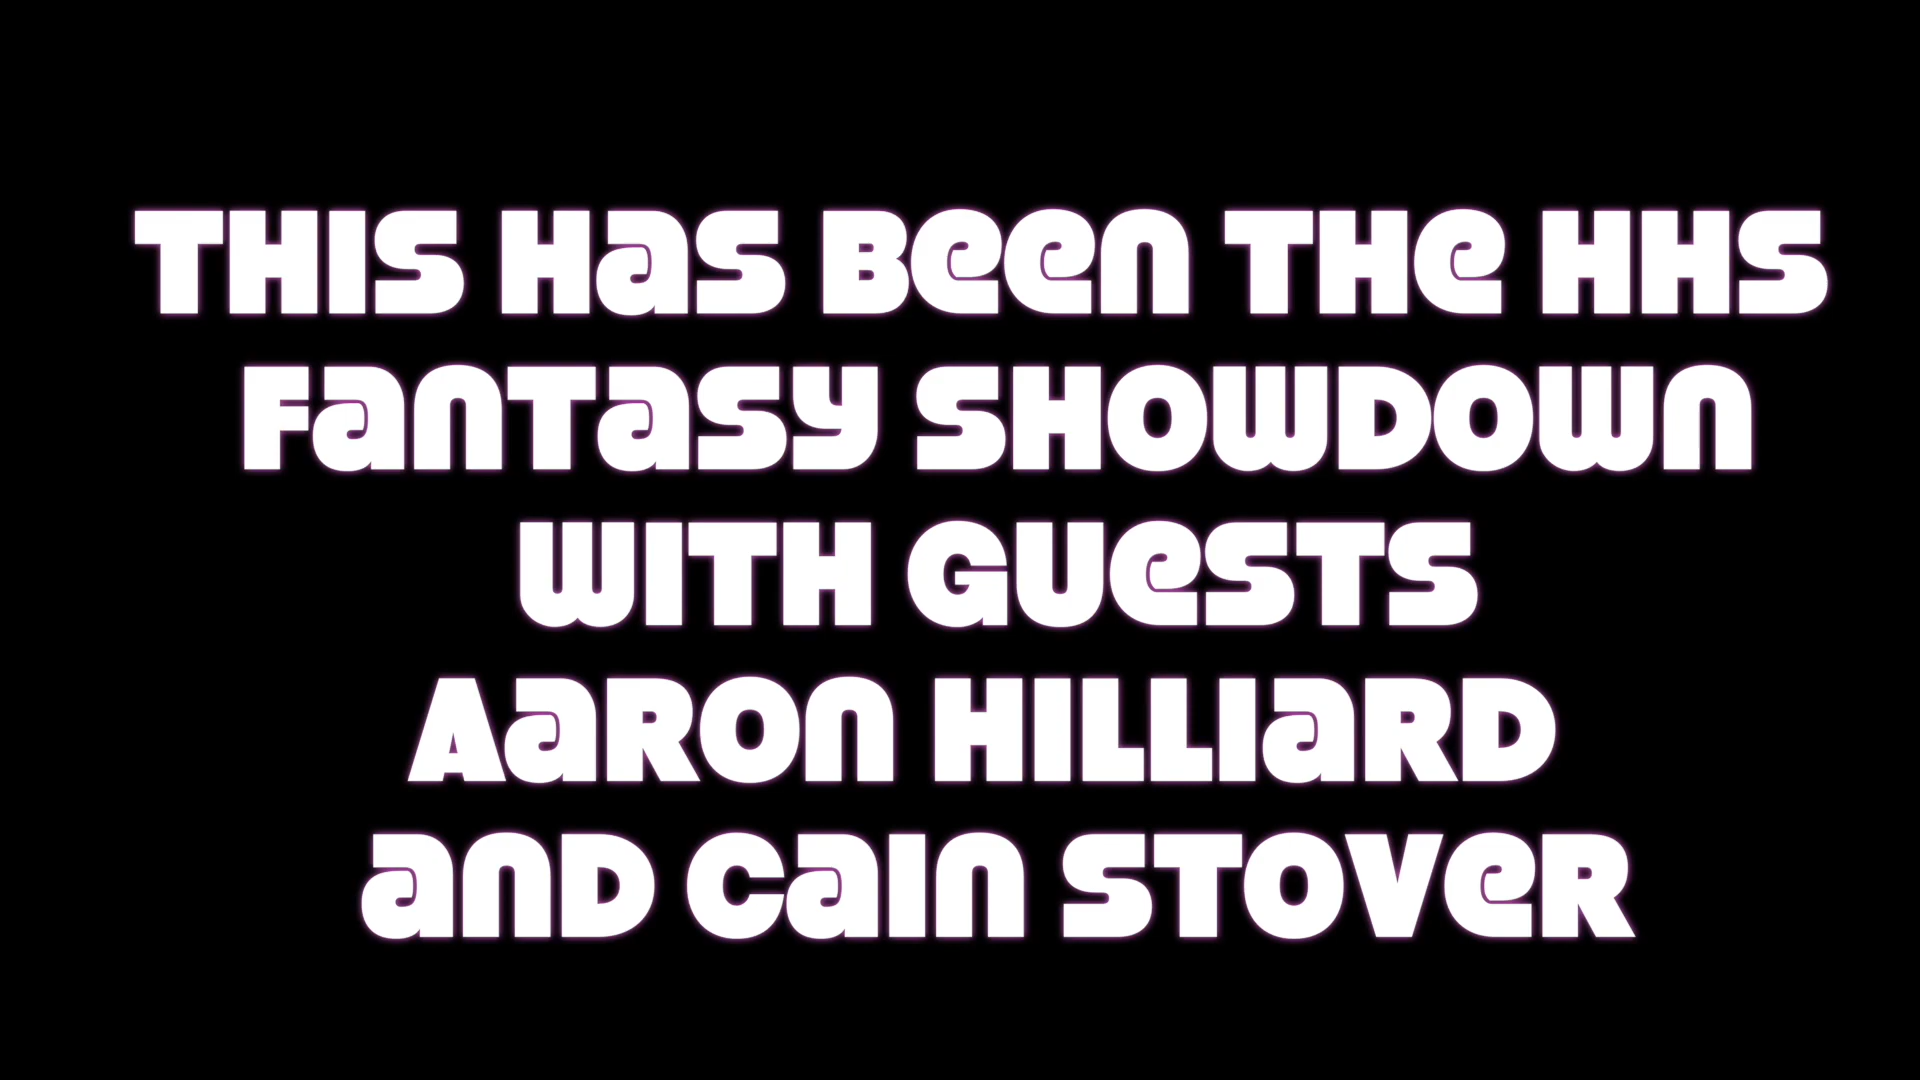 THIS HaS BeeN THe HHS
FaNTaSY SHOWDOWN
WITH GUeSTS
AaRON HILLIaRD
aND CaIN STOVeR